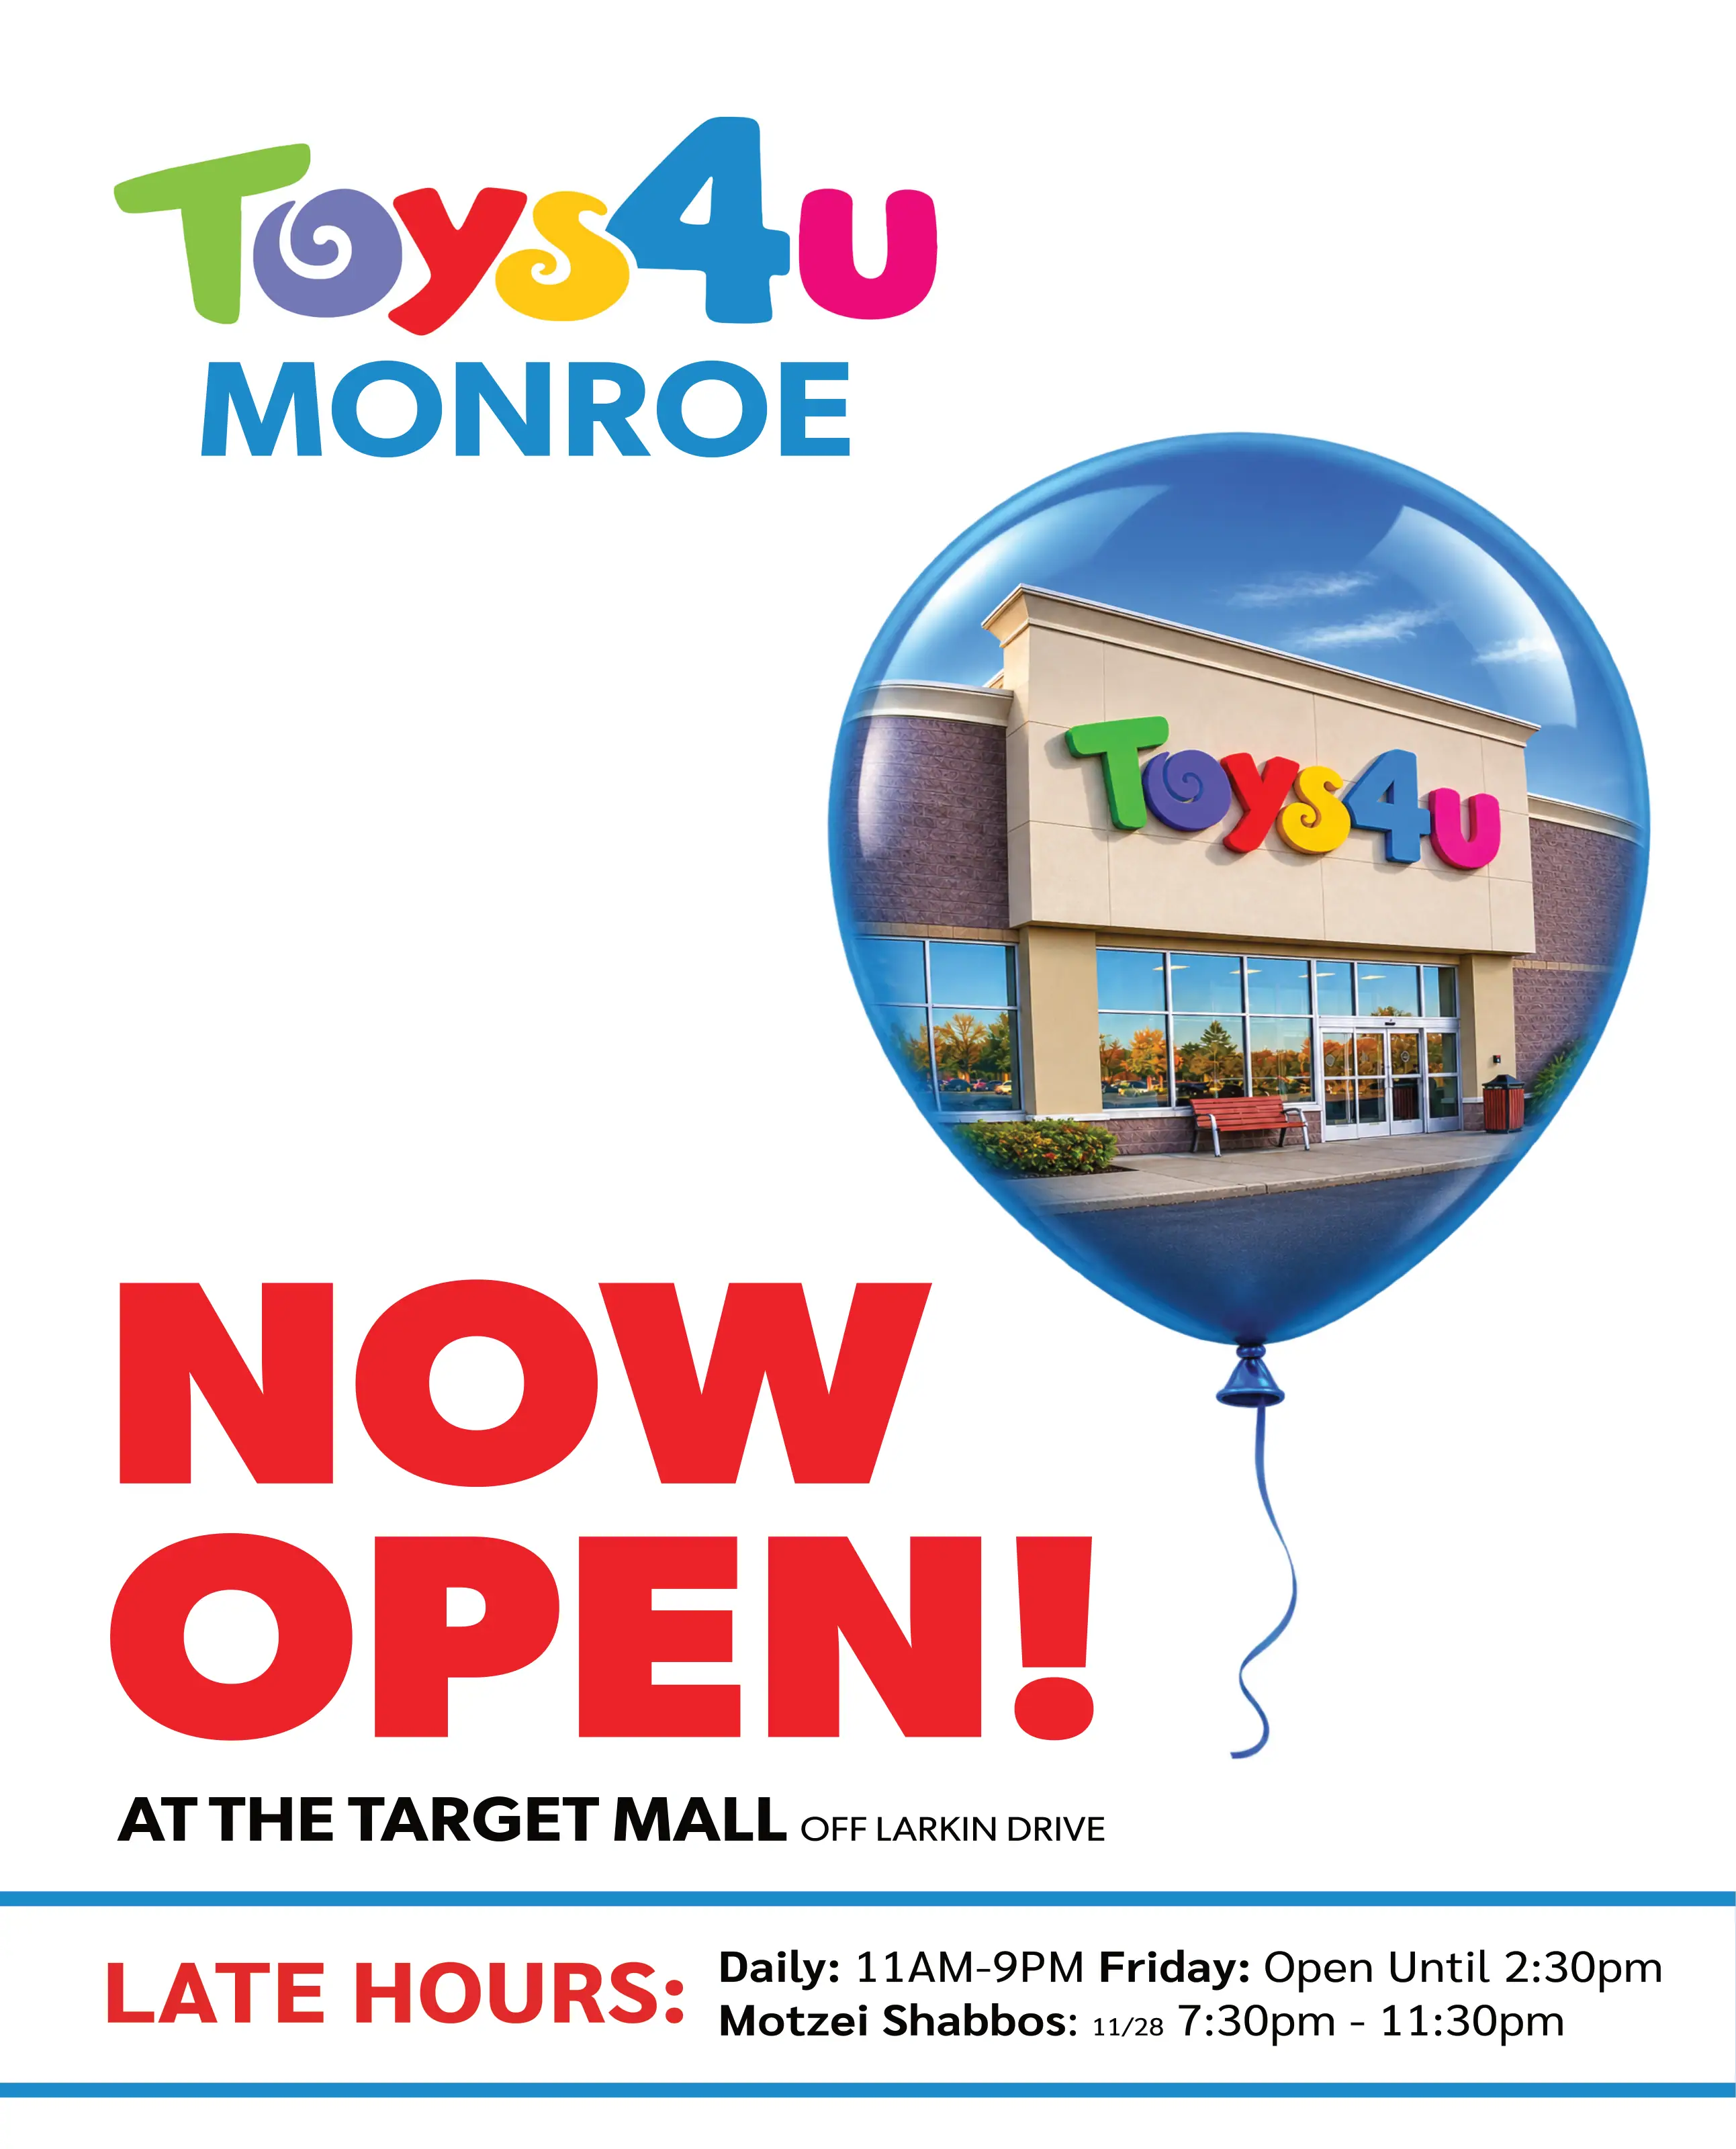 Toys4u
MONROE
Toys4u
NOW
OPEN!
AT THE TARGET MALL OFF LARKIN DRIVE
LATE HOURS:
Daily: 11AM-9PM Friday: Open Until 2:30pm
Motzei Shabbos: 11/28 7:30pm - 11:30pm